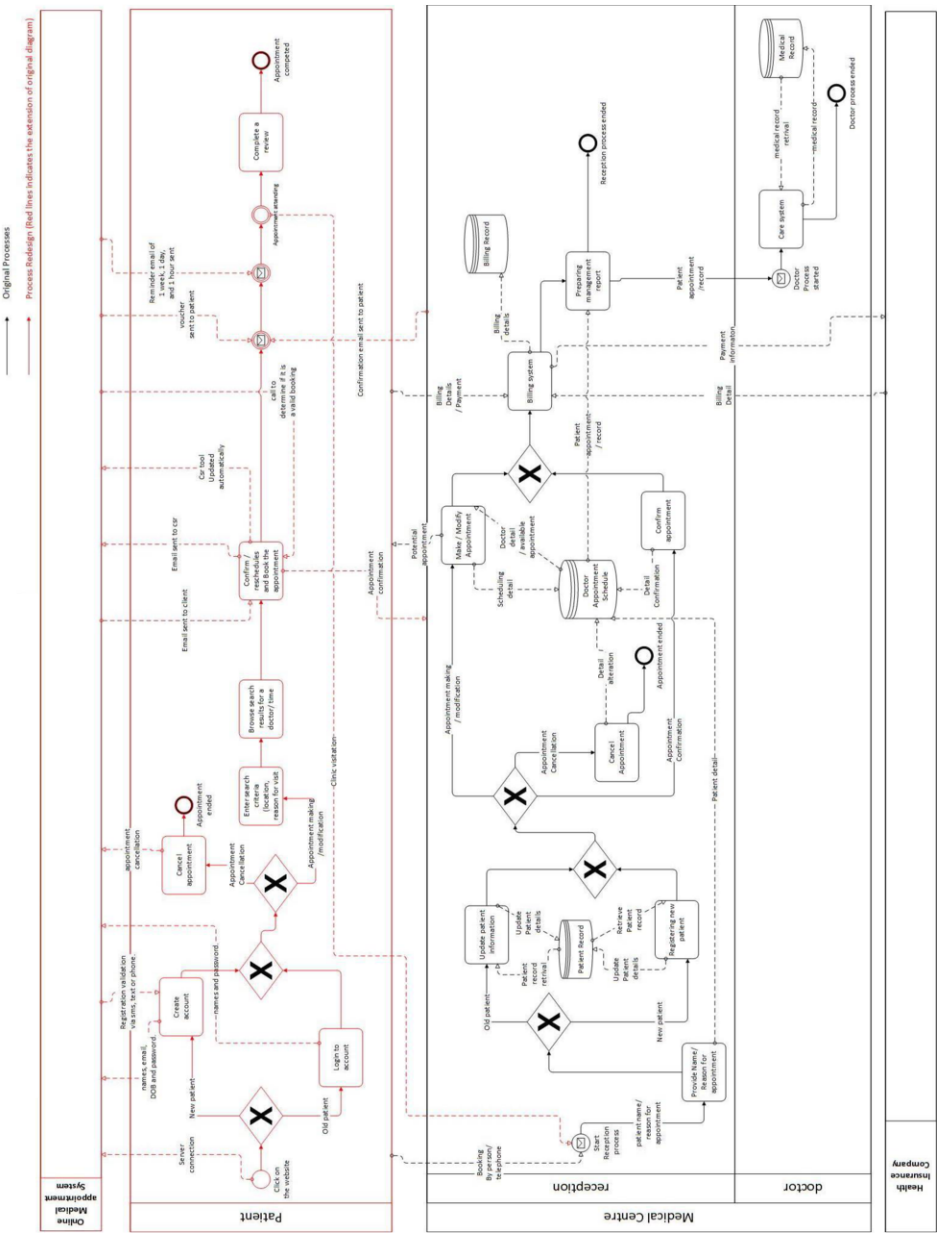 Original Processes
Process Redesign (Red lines indicates the extension of original diagram)
Online
Medical
appointment
System
Patient
Click on
the website
Server
connection
New patient
Old patient
names, email,
DOB and password.
Registration validation
via sms, text or phone.
Create
account
Login to
account
names and password.
appointment
cancellation
Cancel
appointment
Appointment
ended
Appointment
Cancellation
Appointment making
/modification
Enter search
criteria
(location,
reason for visit
Browse search
results for a
doctor/ time
Email sent to client
Email sent to csr
Csr tool
Updated
automatically
Confirm /
reschedules
and Book the
appointment
call to
determine if it is
a valid booking
voucher
sent to patient
Reminder email of
1 week, 1 day,
and 1 hour sent
Appointment attending
Complete a
review
Appointment
competed
Clinic visitation
Confirmation email sent to patient
Medical Centre
reception
doctor
Booking
By person/
telephone
Start
Reception
process
patient name/
reason for
appointment
Provide Name/
Reason for
appointment
Old patient
New patient
Update patient
information
Update
Patient
details
Patient
record
retrival
Patient Record
Retrieve
Patient
record
Update
Patient
details
Registering new
patient
Patient detail
Appointment making
/ modification
Appointment
Cancellation
Cancel
Appointment
Detail
alteration
Appointment ended
Appointment
Confirmation
Appointment
confirmation
Potential
appointment
Make / Modify
Appointment
Scheduling
detail
Doctor
detail
/available
appointment
Doctor
Appointment
Schedule
Detail
Confirmation
Confirm
appointment
Patient
appointment
/ record
Billing
Details
/ Payment
Billing system
Billing
details
Billing Record
Billing
Detail
Payment
informaton
Preparing
management
report
Reception process ended
Patient
appointment
/record
Doctor
Process
started
Care system
medical record
retrival
medical record
Medical
Record
Doctor process ended
Health
Insurance
Company